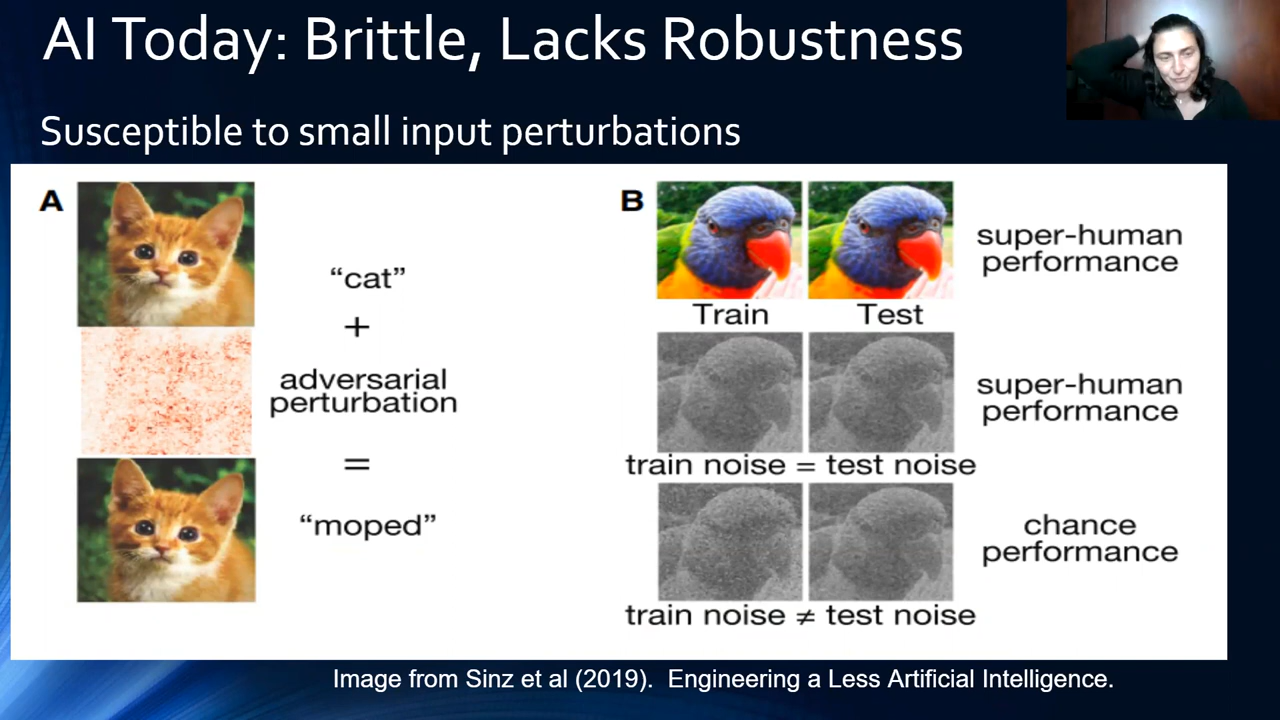 AI Today: Brittle, Lacks Robustness
Susceptible to small input perturbations
A
“cat”
+
adversarial
perturbation
=
“moped”
B
super-human
performance
Train Test
super-human
performance
train noise = test noise
chance
performance
train noise ≠ test noise
Image from Sinz et al (2019). Engineering a Less Artificial Intelligence.